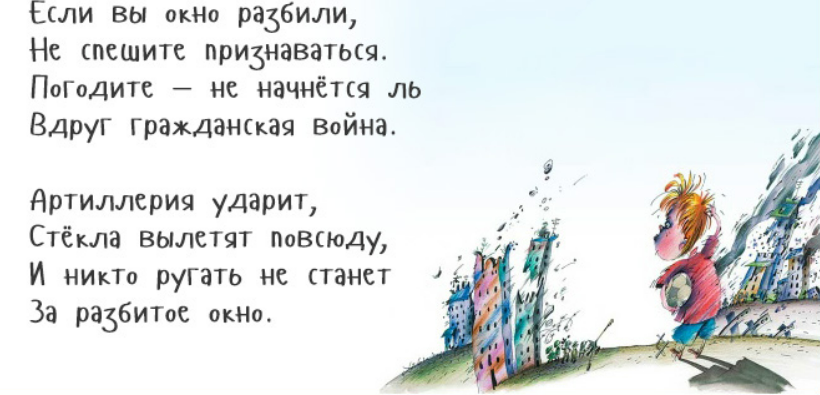 Если вы окно разбили,
Не спешите признаваться.
Погодите – не начнётся ль
Вдруг гражданская война.
Артиллерия ударит,
Стёкла вылетят повсюду,
И никто ругать не станет
За разбитое окно.